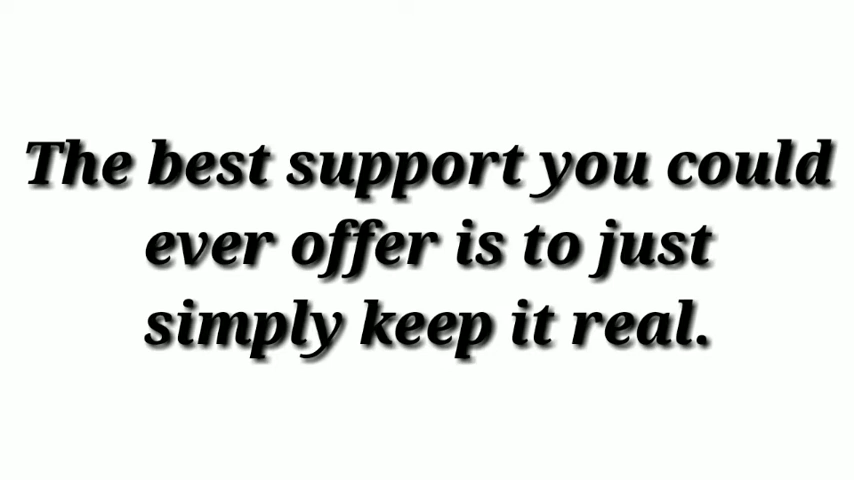 The best support you could
ever offer is to just
simply keep it real.